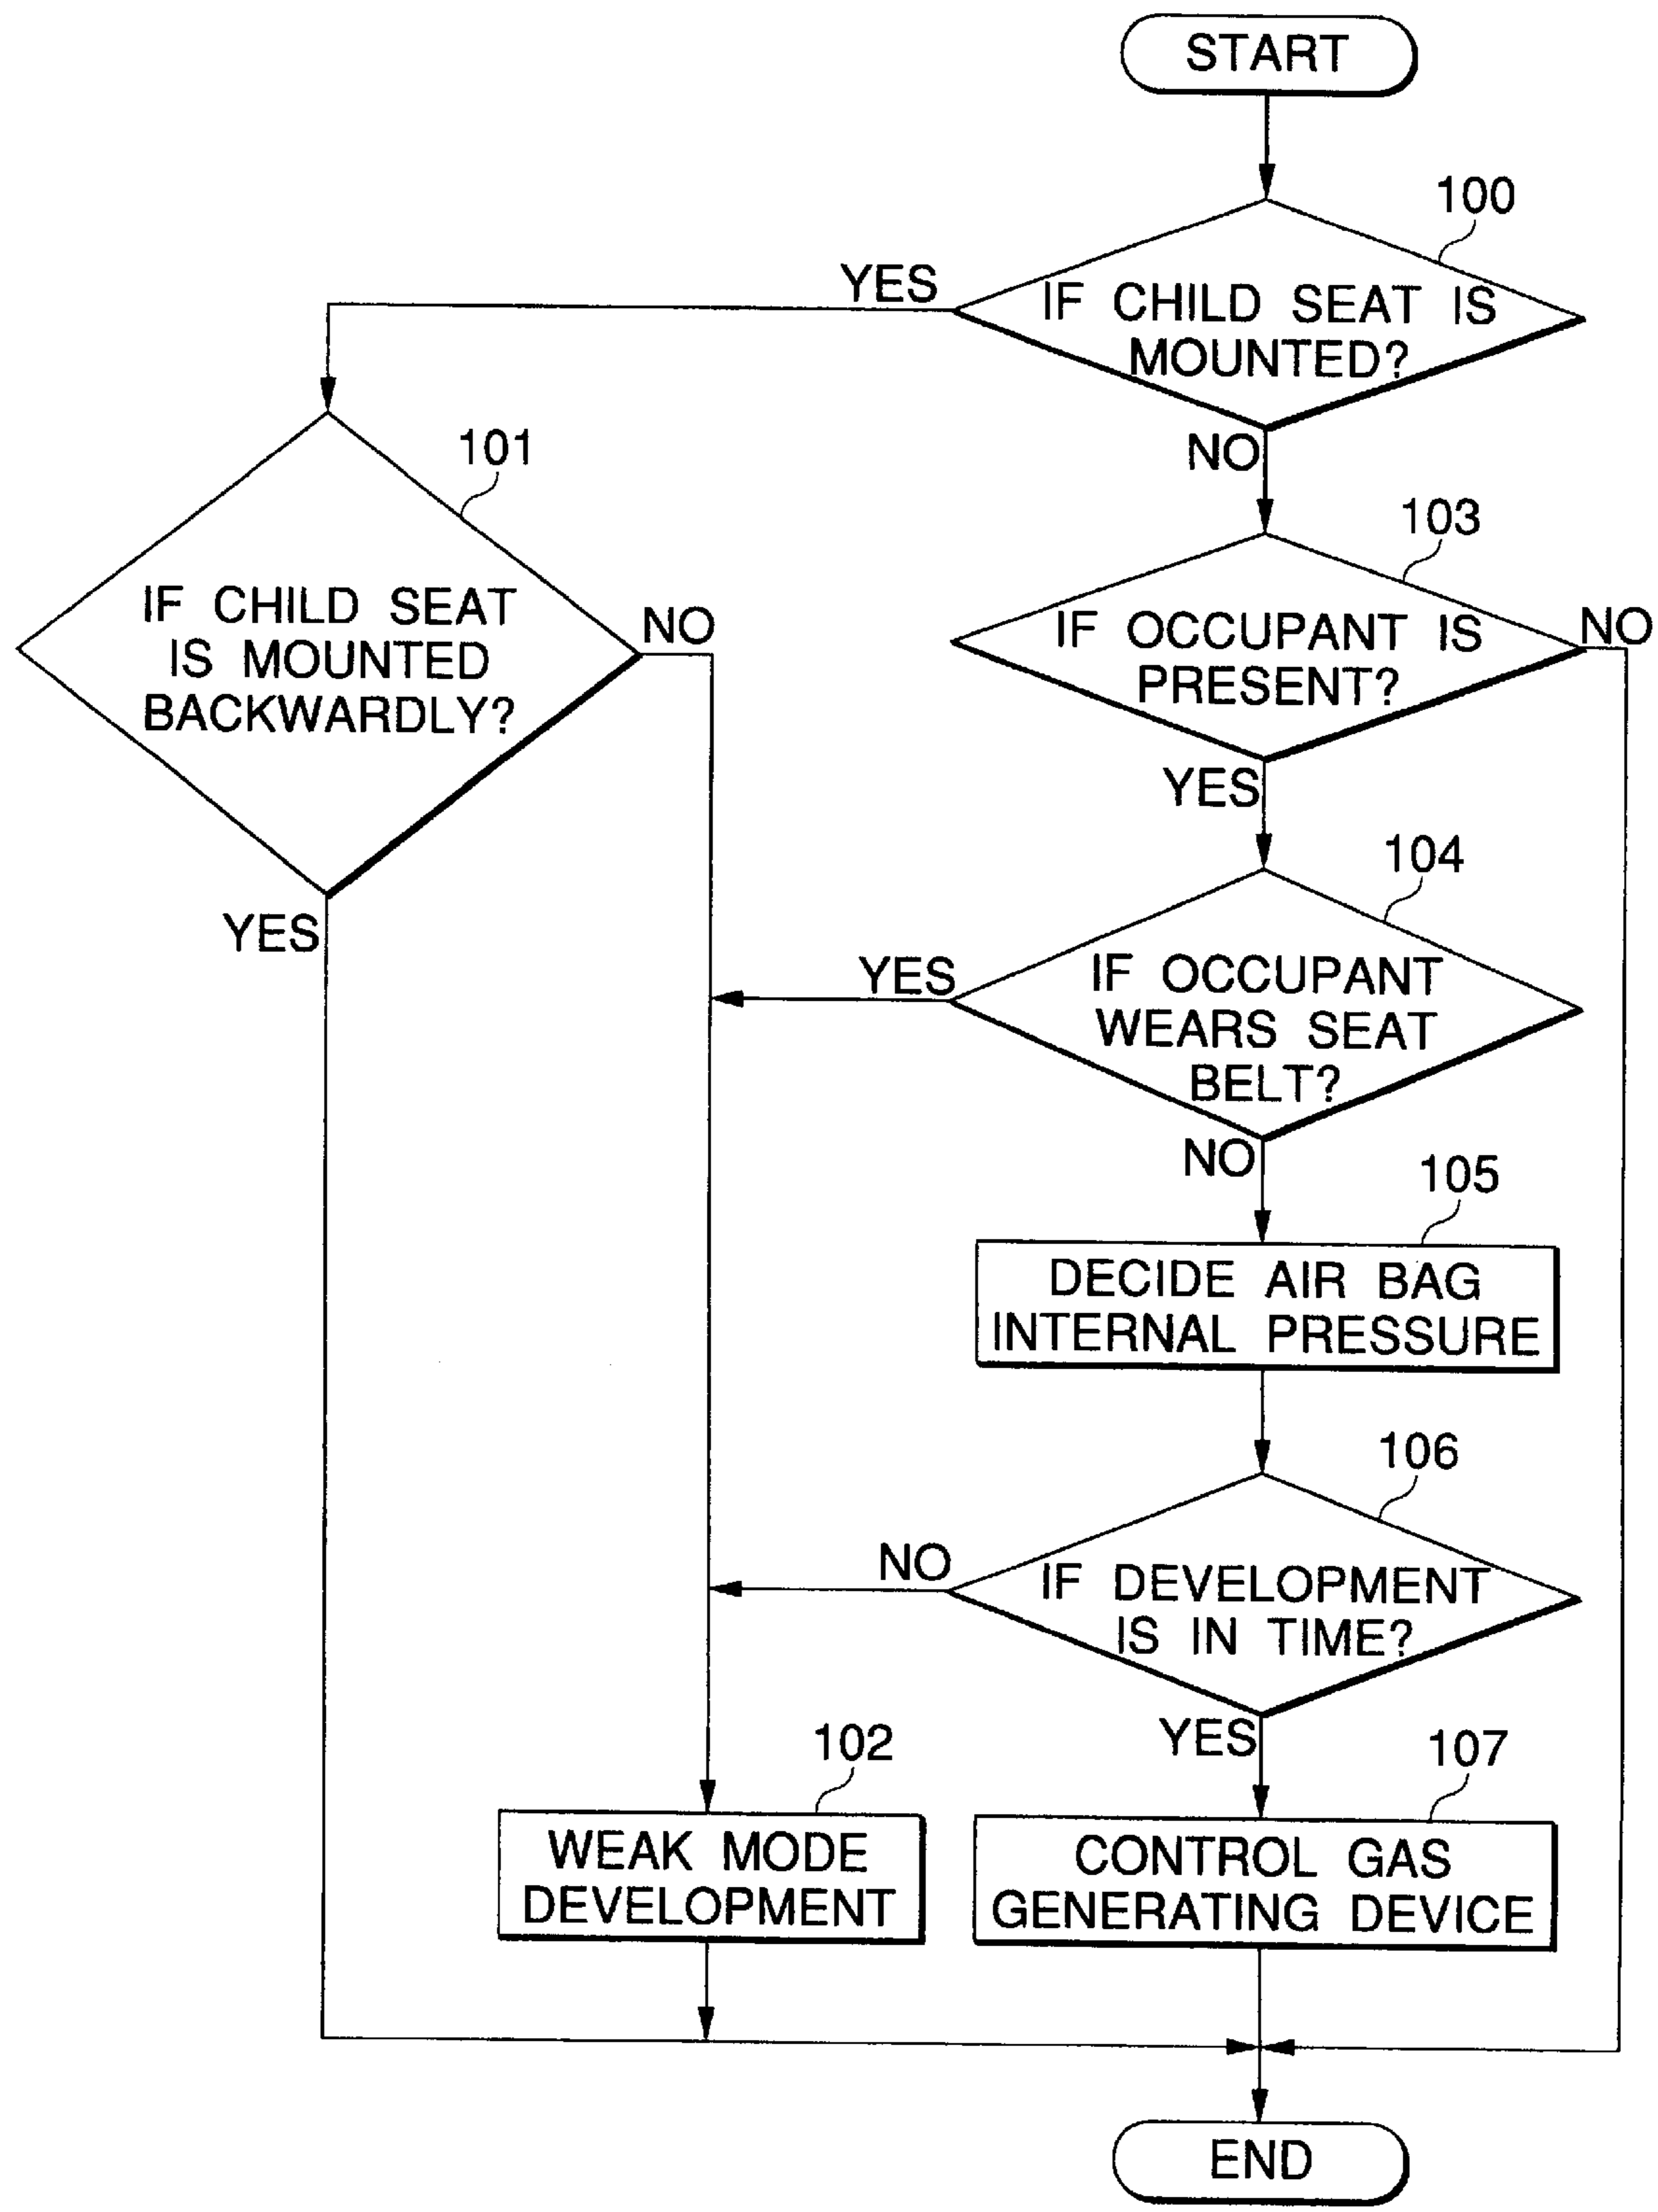 START
100
YES
IF CHILD SEAT IS
MOUNTED?
NO
101
IF CHILD SEAT
IS MOUNTED
BACKWARDLY?
NO
YES
103
IF OCCUPANT IS
PRESENT?
NO
YES
104
YES
IF OCCUPANT
WEARS SEAT
BELT?
NO
105
DECIDE AIR BAG
INTERNAL PRESSURE
106
NO
IF DEVELOPMENT
IS IN TIME?
YES
102
WEAK MODE
DEVELOPMENT
107
CONTROL GAS
GENERATING DEVICE
END